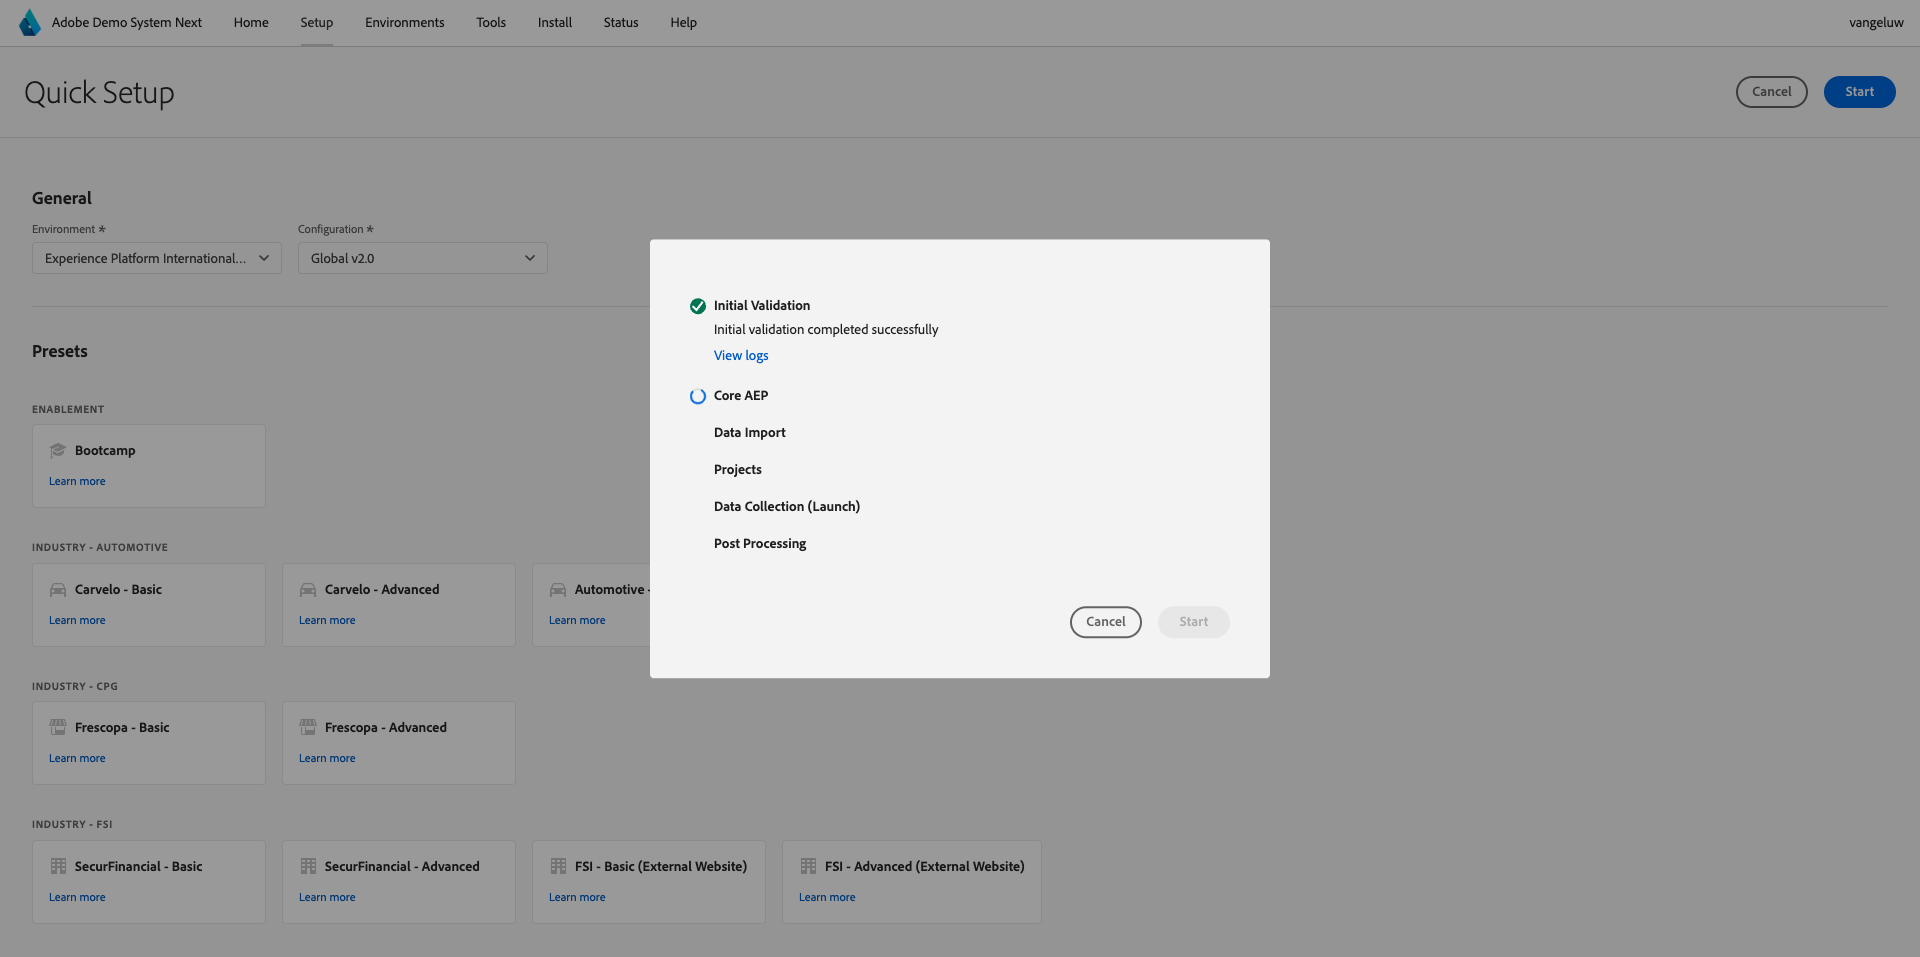 Adobe Demo System Next
Home
Setup
Environments
Tools
Install
Status
Help
vangeluw
Quick Setup
Cancel
Start
General
Environment *
Configuration *
Experience Platform International...
Global v2.0
Presets
ENABLEMENT
Bootcamp
Learn more
INDUSTRY - AUTOMOTIVE
Carvelo - Basic
Learn more
Carvelo - Advanced
Learn more
Automotive -
Learn more
INDUSTRY - CPG
Frescopa - Basic
Learn more
Frescopa - Advanced
Learn more
INDUSTRY - FSI
SecurFinancial - Basic
Learn more
SecurFinancial - Advanced
Learn more
FSI - Basic (External Website)
Learn more
FSI - Advanced (External Website)
Learn more
Initial Validation
Initial validation completed successfully
View logs
Core AEP
Data Import
Projects
Data Collection (Launch)
Post Processing
Cancel
Start